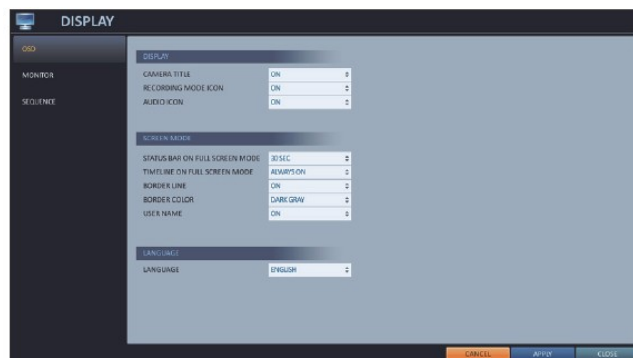 DISPLAY
OSD
MONITOR
SEQUENCE
DISPLAY
CAMERA TITLE ON
RECORDING MODE ICON ON
AUDIO ICON ON
SCREEN MODE
STATUS BAR ON FULL SCREEN MODE 30 SEC
TIMELINE ON FULL SCREEN MODE ALWAYS ON
BORDER LINE ON
BORDER COLOR DARK GRAY
USER NAME ON
LANGUAGE
LANGUAGE ENGLISH
CANCEL APPLY CLOSE